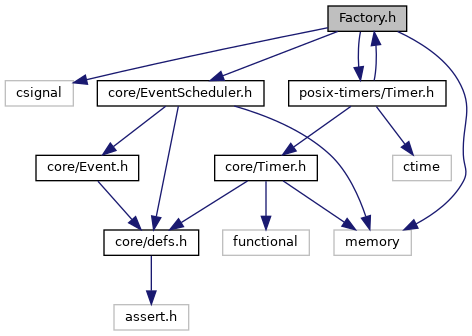 Factory.h
csignal
core/EventScheduler.h
posix-timers/Timer.h
core/Event.h
core/Timer.h
ctime
core/defs.h
functional
memory
assert.h